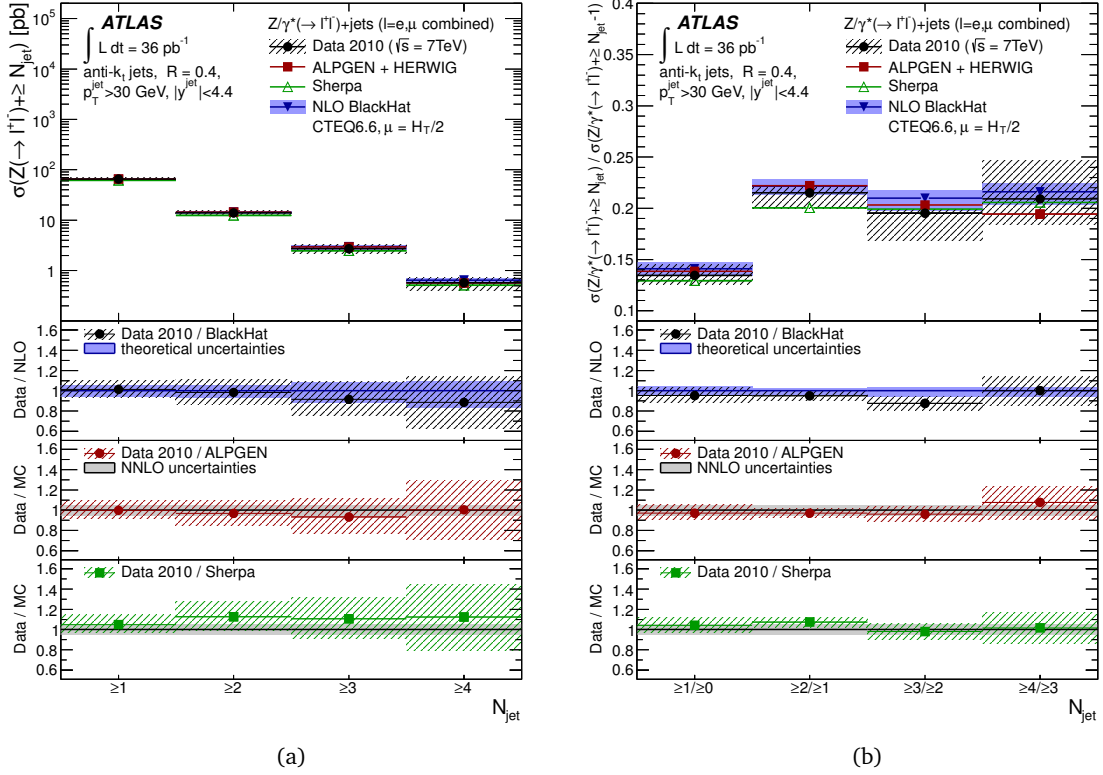 ATLAS
∫ L dt = 36 pb⁻¹
anti-kₜ jets, R = 0.4,
p_T^jet >30 GeV, |y^jet|<4.4
Z/γ*(→ l⁺l⁻)+jets (l=e,μ combined)
Data 2010 (√s = 7TeV)
ALPGEN + HERWIG
Sherpa
NLO BlackHat
CTEQ6.6, μ = H_T/2
σ(Z(→ l⁺l⁻)+≥ N_jet) [pb]
10⁵
10⁴
10³
10²
10
1
Data / NLO
1.6
1.4
1.2
1
0.8
0.6
Data 2010 / BlackHat
theoretical uncertainties
Data / MC
1.6
1.4
1.2
1
0.8
0.6
Data 2010 / ALPGEN
NNLO uncertainties
Data / MC
1.6
1.4
1.2
1
0.8
0.6
Data 2010 / Sherpa
≥1 ≥2 ≥3 ≥4
N_jet
(a)
ATLAS
∫ L dt = 36 pb⁻¹
anti-kₜ jets, R = 0.4,
p_T^jet >30 GeV, |y^jet|<4.4
Z/γ*(→ l⁺l⁻)+jets (l=e,μ combined)
Data 2010 (√s = 7TeV)
ALPGEN + HERWIG
Sherpa
NLO BlackHat
CTEQ6.6, μ = H_T/2
σ(Z/γ*(→ l⁺l⁻)+≥ N_jet) / σ(Z/γ*(→ l⁺l⁻)+≥ N_jet-1)
0.4
0.35
0.3
0.25
0.2
0.15
0.1
Data / NLO
1.6
1.4
1.2
1
0.8
0.6
Data 2010 / BlackHat
theoretical uncertainties
Data / MC
1.6
1.4
1.2
1
0.8
0.6
Data 2010 / ALPGEN
NNLO uncertainties
Data / MC
1.6
1.4
1.2
1
0.8
0.6
Data 2010 / Sherpa
≥1/≥0 ≥2/≥1 ≥3/≥2 ≥4/≥3
N_jet
(b)